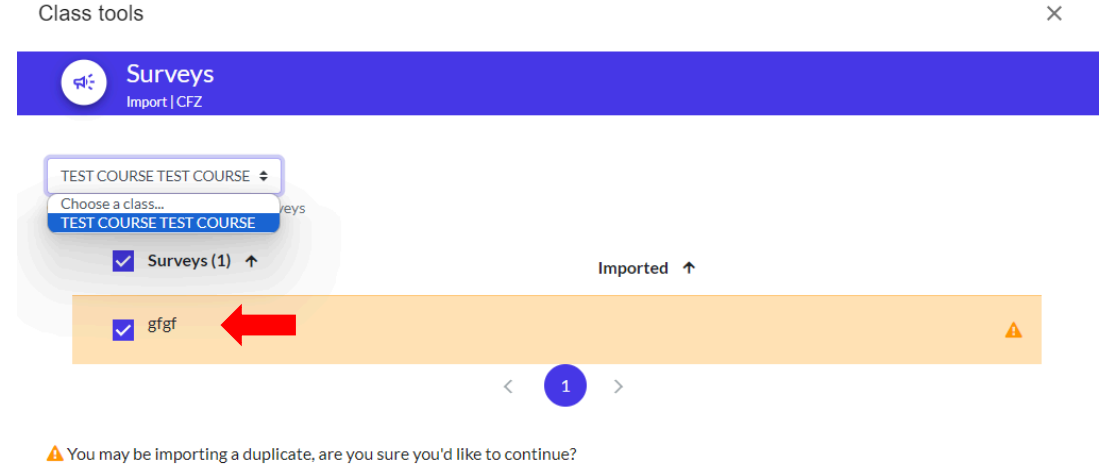 Class tools
Surveys
Import | CFZ
TEST COURSE TEST COURSE
Choose a class...
TEST COURSE TEST COURSE
Surveys (1)
Imported
gfgf
1
You may be importing a duplicate, are you sure you'd like to continue?